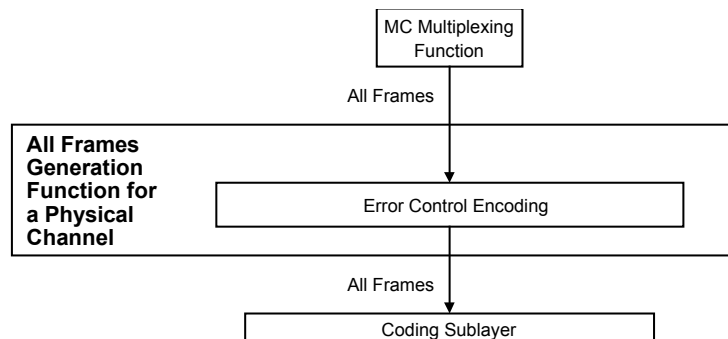 MC Multiplexing
Function
All Frames
All Frames
Generation
Function for
a Physical
Channel
Error Control Encoding
All Frames
Coding Sublayer